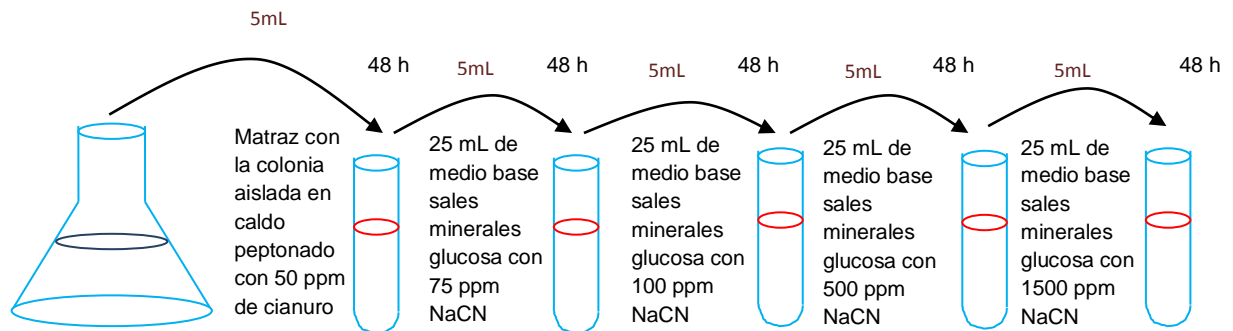 5mL
48 h
5mL
48 h
5mL
48 h
5mL
48 h
5mL
48 h
Matraz con
la colonia
aislada en
caldo
peptonado
con 50 ppm
de cianuro
25 mL de
medio base
sales
minerales
glucosa con
75 ppm
NaCN
25 mL de
medio base
sales
minerales
glucosa con
100 ppm
NaCN
25 mL de
medio base
sales
minerales
glucosa con
500 ppm
NaCN
25 mL de
medio base
sales
minerales
glucosa con
1500 ppm
NaCN